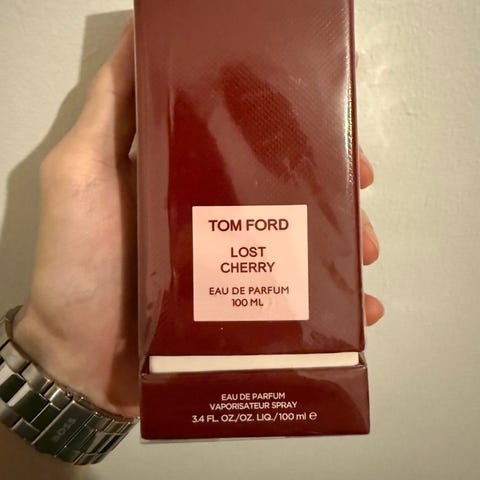 TOM FORD
LOST
CHERRY
EAU DE PARFUM
100 ML
EAU DE PARFUM
VAPORISATEUR SPRAY
3.4 FL. OZ./OZ. LIQ./100 ml ℮
BOSS